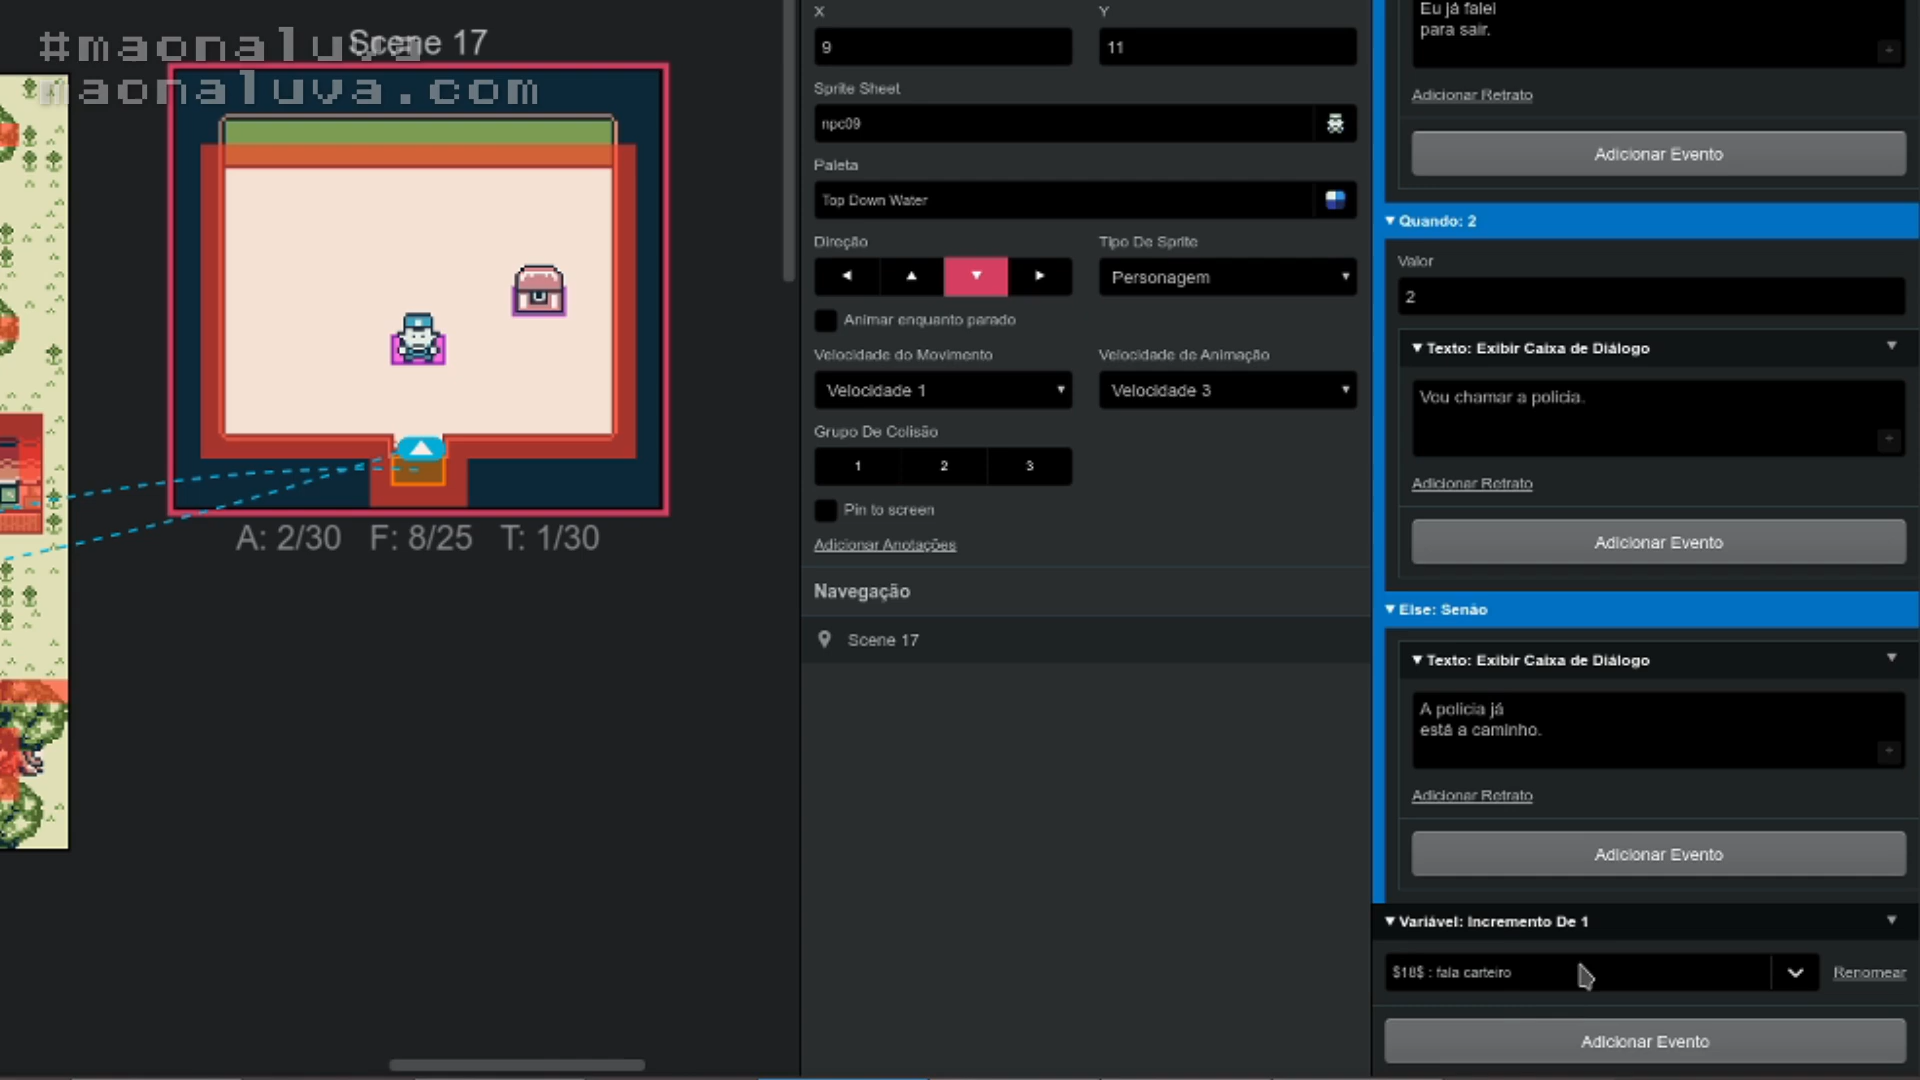 #maonaluva
maonaluva.com
Scene 17
A: 2/30 F: 8/25 T: 1/30
X
Y
9
11
Sprite Sheet
npc09
Paleta
Top Down Water
Direção
Tipo De Sprite
Personagem
Animar enquanto parado
Velocidade do Movimento
Velocidade de Animação
Velocidade 1
Velocidade 3
Grupo De Colisão
1
2
3
Pin to screen
Adicionar Anotações
Navegação
Scene 17
Eu já falei
para sair.
Adicionar Retrato
Adicionar Evento
Quando: 2
Valor
2
Texto: Exibir Caixa de Diálogo
Vou chamar a policia.
Adicionar Retrato
Adicionar Evento
Else: Senão
Texto: Exibir Caixa de Diálogo
A policia já
está a caminho.
Adicionar Retrato
Adicionar Evento
Variável: Incremento De 1
$18$ : fala carteiro
Renomear
Adicionar Evento